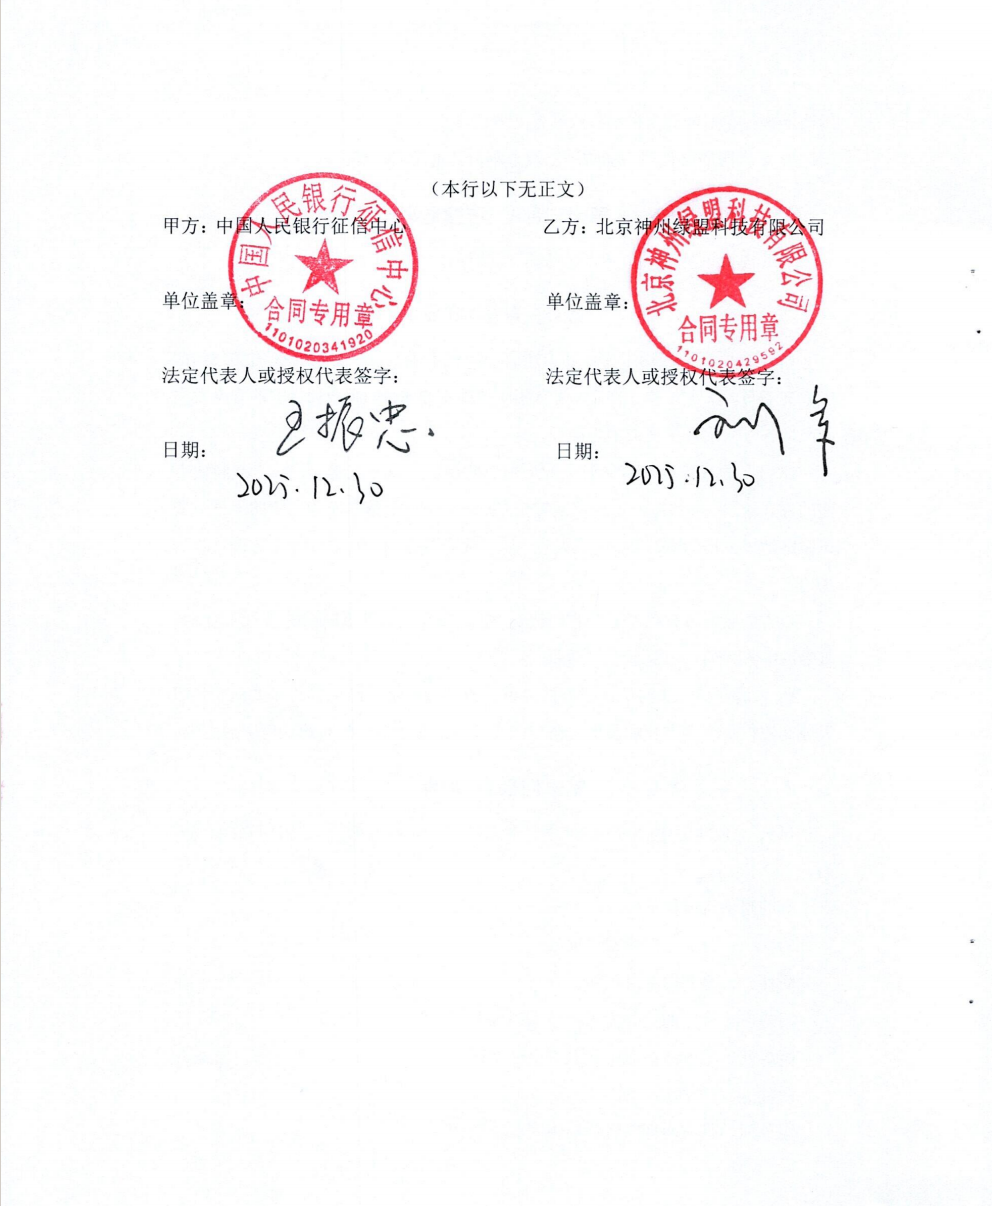 （本行以下无正文）
甲方：中国人民银行征信中心
乙方：北京神州绿盟科技有限公司
中国人民银行征信中心
合同专用章
1101020341920
北京神州绿盟科技有限公司
合同专用章
1101020429592
单位盖章：
单位盖章：
法定代表人或授权代表签字：
法定代表人或授权代表签字：
王振忠
日期：
日期：
2025.12.30
2025.12.30